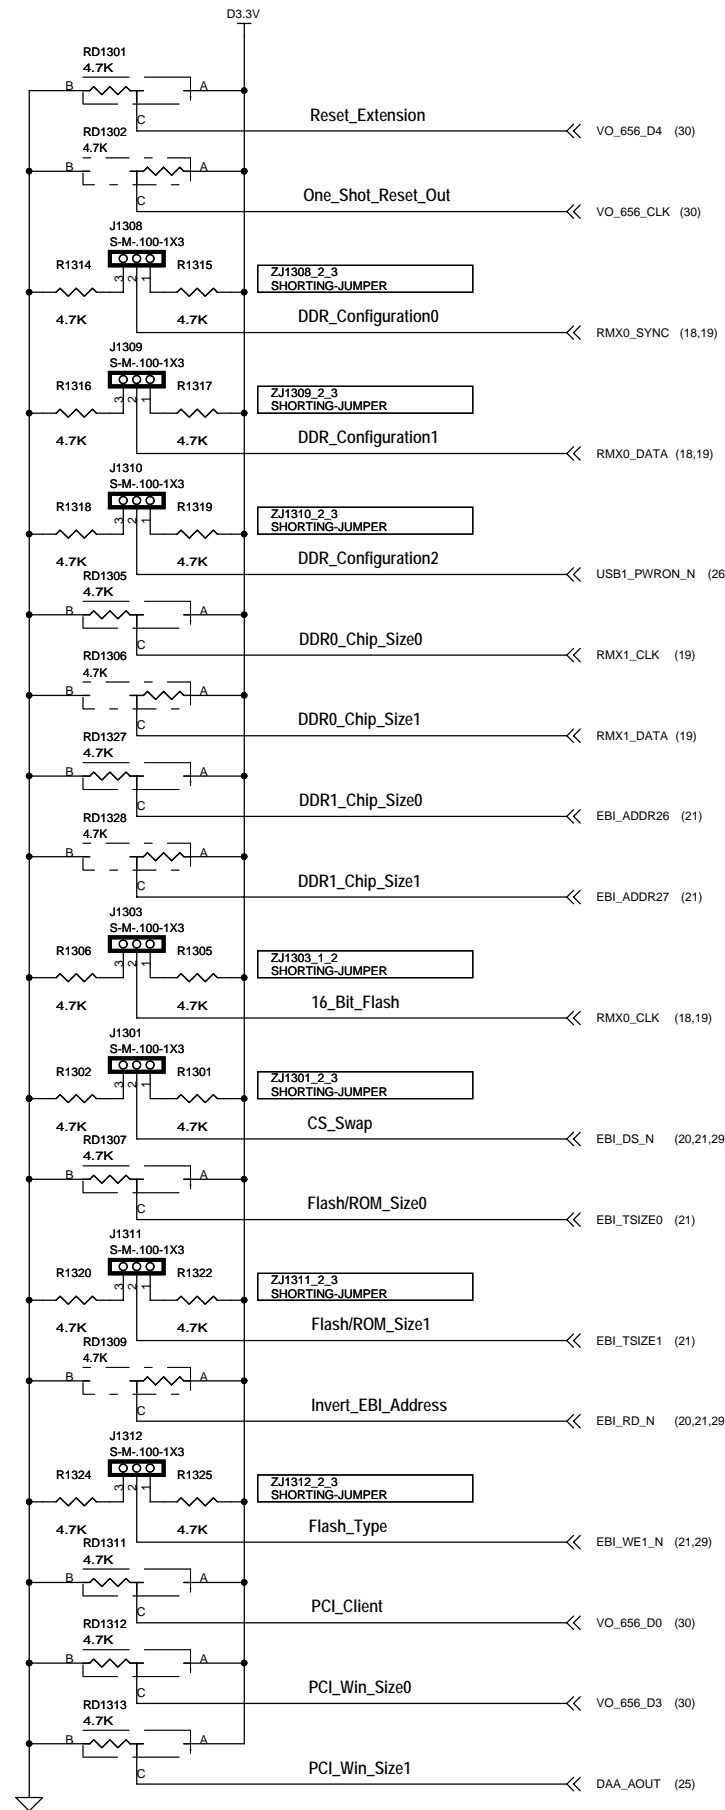 D3.3V
RD1301
4.7K
B A
C
Reset_Extension
VO_656_D4 (30)
RD1302
4.7K
B A
C
One_Shot_Reset_Out
VO_656_CLK (30)
J1308
S-M-.100-1X3
R1314 R1315
3 2 1
4.7K 4.7K
ZJ1308_2_3
SHORTING-JUMPER
DDR_Configuration0
RMX0_SYNC (18,19)
J1309
S-M-.100-1X3
R1316 R1317
3 2 1
4.7K 4.7K
ZJ1309_2_3
SHORTING-JUMPER
DDR_Configuration1
RMX0_DATA (18,19)
J1310
S-M-.100-1X3
R1318 R1319
3 2 1
4.7K 4.7K
ZJ1310_2_3
SHORTING-JUMPER
DDR_Configuration2
USB1_PWRON_N (26
RD1305
4.7K
B A
C
DDR0_Chip_Size0
RMX1_CLK (19)
RD1306
4.7K
B A
C
DDR0_Chip_Size1
RMX1_DATA (19)
RD1327
4.7K
B A
C
DDR1_Chip_Size0
EBI_ADDR26 (21)
RD1328
4.7K
B A
C
DDR1_Chip_Size1
EBI_ADDR27 (21)
J1303
S-M-.100-1X3
R1306 R1305
3 2 1
4.7K 4.7K
ZJ1303_1_2
SHORTING-JUMPER
16_Bit_Flash
RMX0_CLK (18,19)
J1301
S-M-.100-1X3
R1302 R1301
3 2 1
4.7K 4.7K
ZJ1301_2_3
SHORTING-JUMPER
CS_Swap
EBI_DS_N (20,21,29
RD1307
4.7K
B A
C
Flash/ROM_Size0
EBI_TSIZE0 (21)
J1311
S-M-.100-1X3
R1320 R1322
3 2 1
4.7K 4.7K
ZJ1311_2_3
SHORTING-JUMPER
Flash/ROM_Size1
EBI_TSIZE1 (21)
RD1309
4.7K
B A
C
Invert_EBI_Address
EBI_RD_N (20,21,29
J1312
S-M-.100-1X3
R1324 R1325
3 2 1
4.7K 4.7K
ZJ1312_2_3
SHORTING-JUMPER
Flash_Type
EBI_WE1_N (21,29)
RD1311
4.7K
B A
C
PCI_Client
VO_656_D0 (30)
RD1312
4.7K
B A
C
PCI_Win_Size0
VO_656_D3 (30)
RD1313
4.7K
B A
C
PCI_Win_Size1
DAA_AOUT (25)